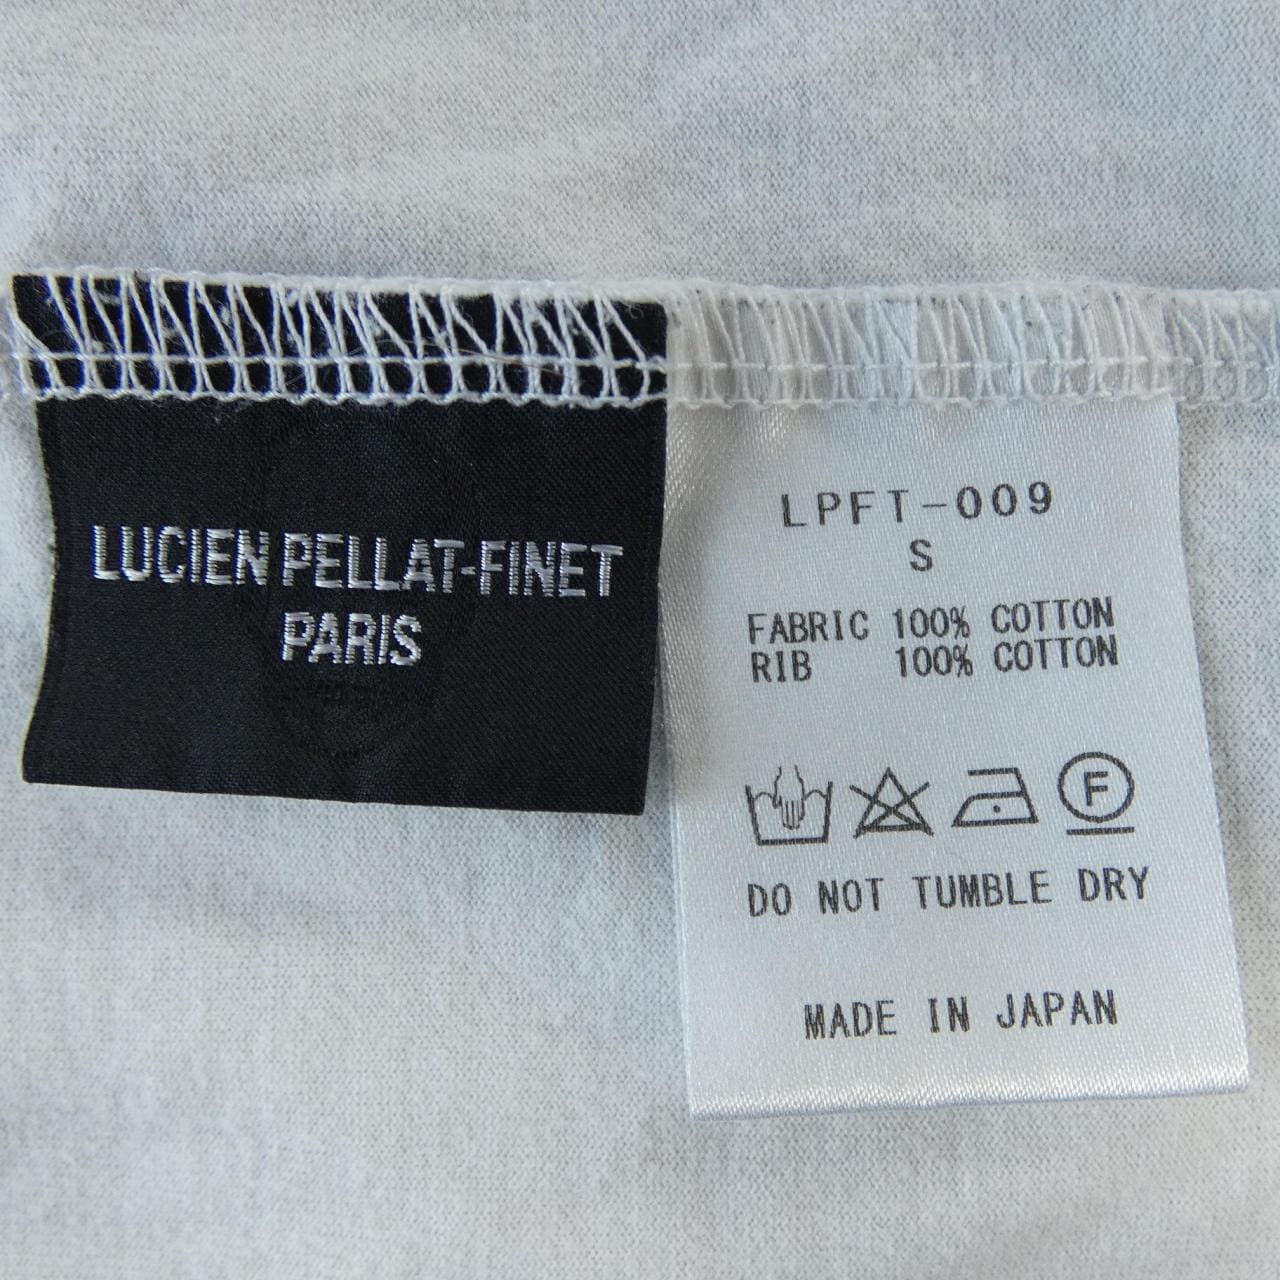 LUCIEN PELLAT-FINET
PARIS
LPFT-009
S
FABRIC 100% COTTON
RIB 100% COTTON
F
DO NOT TUMBLE DRY
MADE IN JAPAN